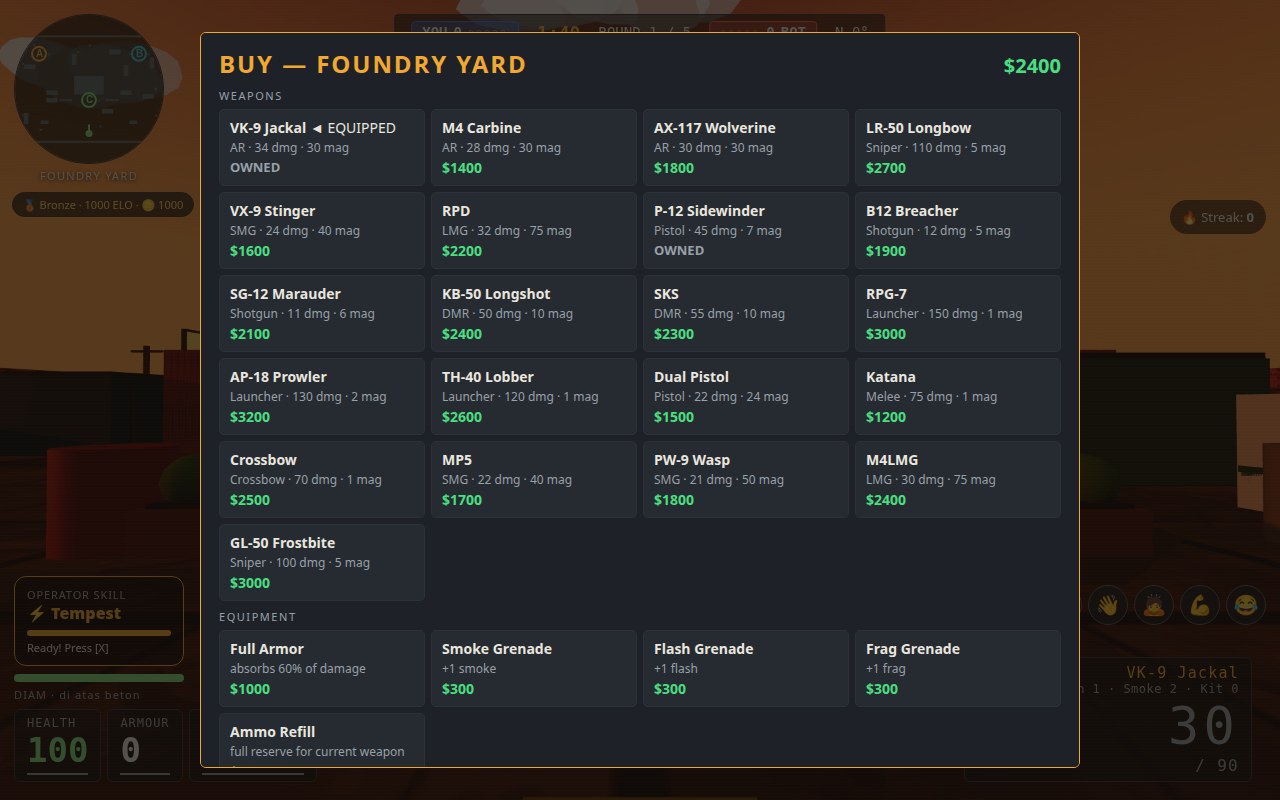 YOU 0
1:40
ROUND 1 / 5
0 BOT
N 0°
A
B
C
FOUNDRY YARD
Bronze · 1000 ELO · 1000
Streak: 0
BUY — FOUNDRY YARD
$2400
WEAPONS
VK-9 Jackal ◄ EQUIPPED
AR · 34 dmg · 30 mag
OWNED
M4 Carbine
AR · 28 dmg · 30 mag
$1400
AX-117 Wolverine
AR · 30 dmg · 30 mag
$1800
LR-50 Longbow
Sniper · 110 dmg · 5 mag
$2700
VX-9 Stinger
SMG · 24 dmg · 40 mag
$1600
RPD
LMG · 32 dmg · 75 mag
$2200
P-12 Sidewinder
Pistol · 45 dmg · 7 mag
OWNED
B12 Breacher
Shotgun · 12 dmg · 5 mag
$1900
SG-12 Marauder
Shotgun · 11 dmg · 6 mag
$2100
KB-50 Longshot
DMR · 50 dmg · 10 mag
$2400
SKS
DMR · 55 dmg · 10 mag
$2300
RPG-7
Launcher · 150 dmg · 1 mag
$3000
AP-18 Prowler
Launcher · 130 dmg · 2 mag
$3200
TH-40 Lobber
Launcher · 120 dmg · 1 mag
$2600
Dual Pistol
Pistol · 22 dmg · 24 mag
$1500
Katana
Melee · 75 dmg · 1 mag
$1200
Crossbow
Crossbow · 70 dmg · 1 mag
$2500
MP5
SMG · 22 dmg · 40 mag
$1700
PW-9 Wasp
SMG · 21 dmg · 50 mag
$1800
M4LMG
LMG · 30 dmg · 75 mag
$2400
GL-50 Frostbite
Sniper · 100 dmg · 5 mag
$3000
EQUIPMENT
Full Armor
absorbs 60% of damage
$1000
Smoke Grenade
+1 smoke
$300
Flash Grenade
+1 flash
$300
Frag Grenade
+1 frag
$300
Ammo Refill
full reserve for current weapon
OPERATOR SKILL
⚡ Tempest
Ready! Press [X]
DIAM · di atas beton
HEALTH
100
ARMOUR
0
VK-9 Jackal
1 · Smoke 2 · Kit 0
30
/ 90